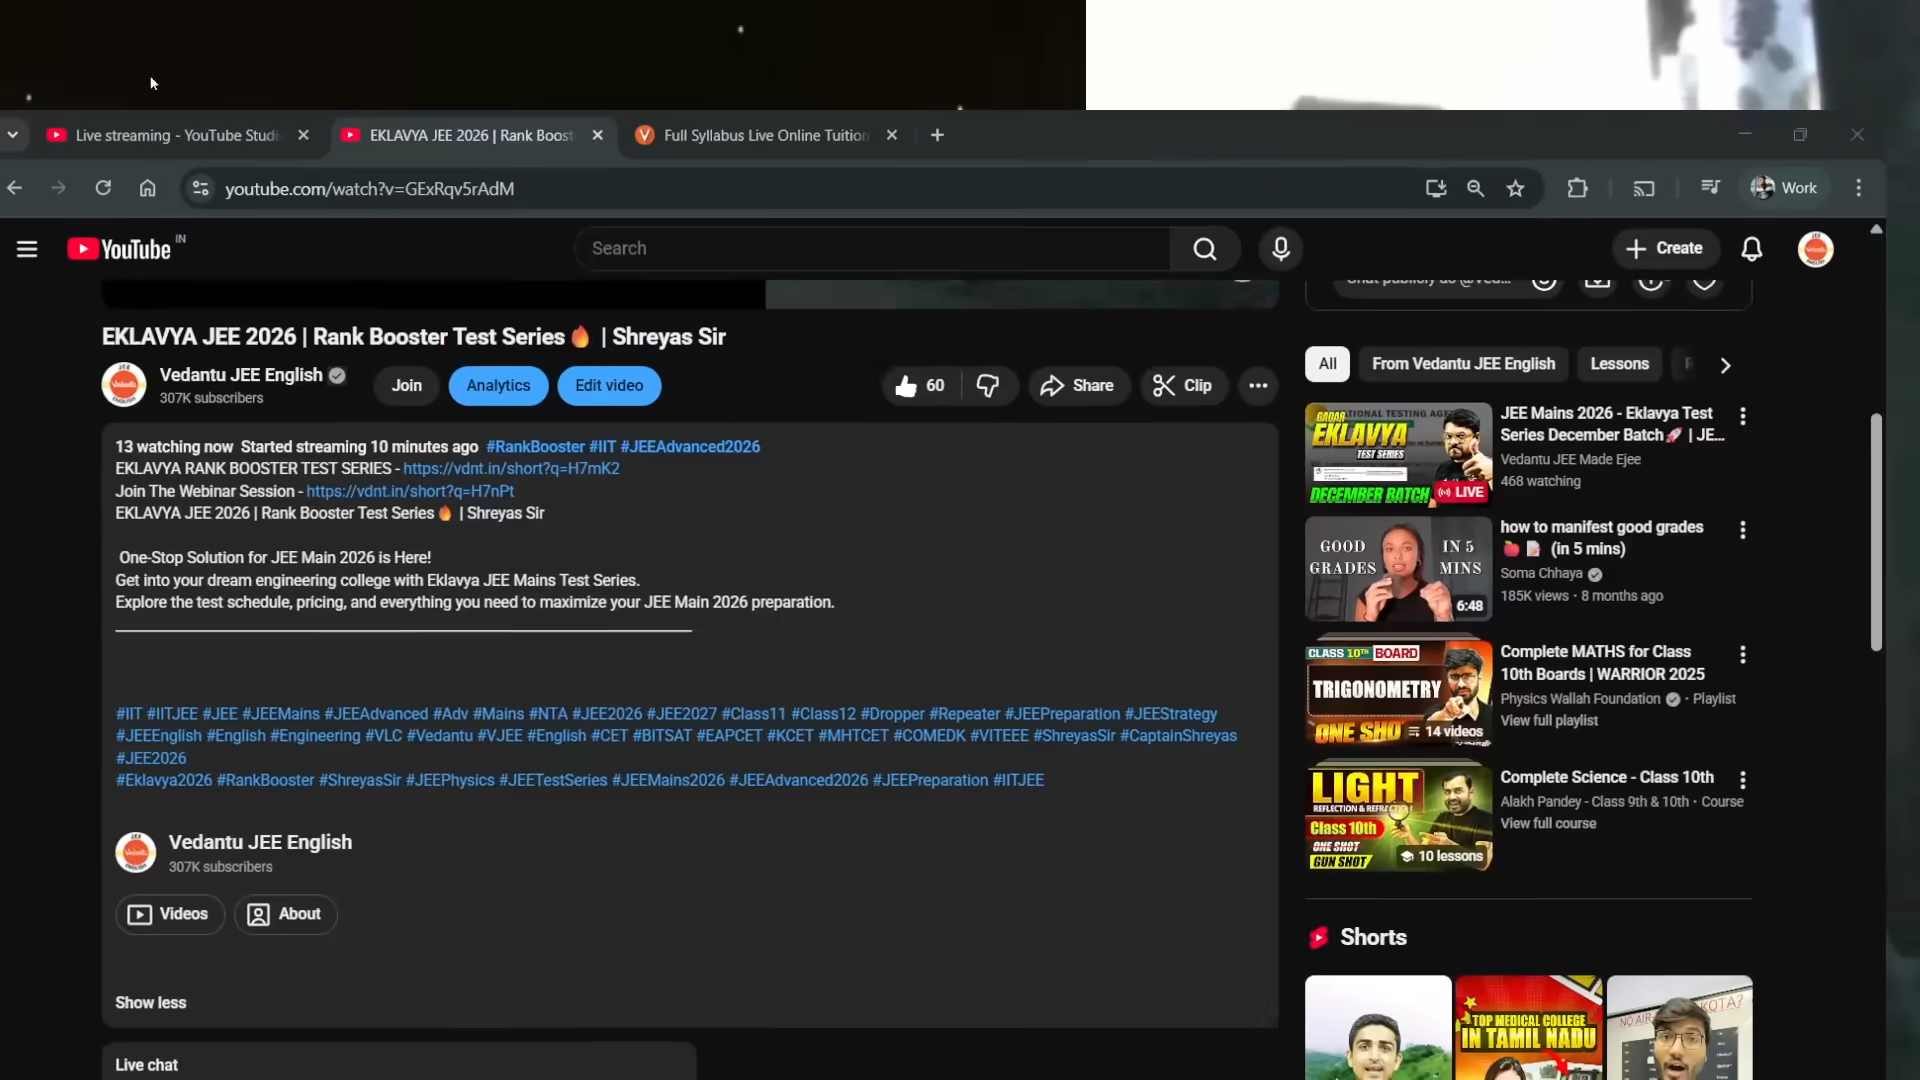 Live streaming - YouTube Studi
EKLAVYA JEE 2026 | Rank Boost
Full Syllabus Live Online Tuition
youtube.com/watch?v=GExRqv5rAdM
Work
YouTube IN
Search
Create
EKLAVYA JEE 2026 | Rank Booster Test Series🔥 | Shreyas Sir
Vedantu JEE English
307K subscribers
Join
Analytics
Edit video
60
Share
Clip
13 watching now Started streaming 10 minutes ago #RankBooster #IIT #JEEAdvanced2026
EKLAVYA RANK BOOSTER TEST SERIES - https://vdnt.in/short?q=H7mK2
Join The Webinar Session - https://vdnt.in/short?q=H7nPt
EKLAVYA JEE 2026 | Rank Booster Test Series🔥 | Shreyas Sir
One-Stop Solution for JEE Main 2026 is Here!
Get into your dream engineering college with Eklavya JEE Mains Test Series.
Explore the test schedule, pricing, and everything you need to maximize your JEE Main 2026 preparation.
#IIT #IITJEE #JEE #JEEMains #JEEAdvanced #Adv #Mains #NTA #JEE2026 #JEE2027 #Class11 #Class12 #Dropper #Repeater #JEEPreparation #JEEStrategy
#JEEEnglish #English #Engineering #VLC #Vedantu #VJEE #English #CET #BITSAT #EAPCET #KCET #MHTCET #COMEDK #VITEEE #ShreyasSir #CaptainShreyas
#JEE2026
#Eklavya2026 #RankBooster #ShreyasSir #JEEPhysics #JEETestSeries #JEEMains2026 #JEEAdvanced2026 #JEEPreparation #IITJEE
Vedantu JEE English
307K subscribers
Videos
About
Show less
Live chat
All
From Vedantu JEE English
Lessons
GADAR
EKLAVYA
TEST SERIES
DECEMBER BATCH
LIVE
JEE Mains 2026 - Eklavya Test
Series December Batch🚀 | JE...
Vedantu JEE Made Ejee
468 watching
GOOD GRADES
IN 5 MINS
6:48
how to manifest good grades
🍎 📝 (in 5 mins)
Soma Chhaya
185K views • 8 months ago
CLASS 10TH BOARD
TRIGONOMETRY
ONE SHO
14 videos
Complete MATHS for Class
10th Boards | WARRIOR 2025
Physics Wallah Foundation • Playlist
View full playlist
LIGHT
REFLECTION & REFRACTION
Class 10th
ONE SHOT
GUN SHOT
10 lessons
Complete Science - Class 10th
Alakh Pandey - Class 9th & 10th • Course
View full course
Shorts
TOP MEDICAL COLLEGE
IN TAMIL NADU
KOTA?